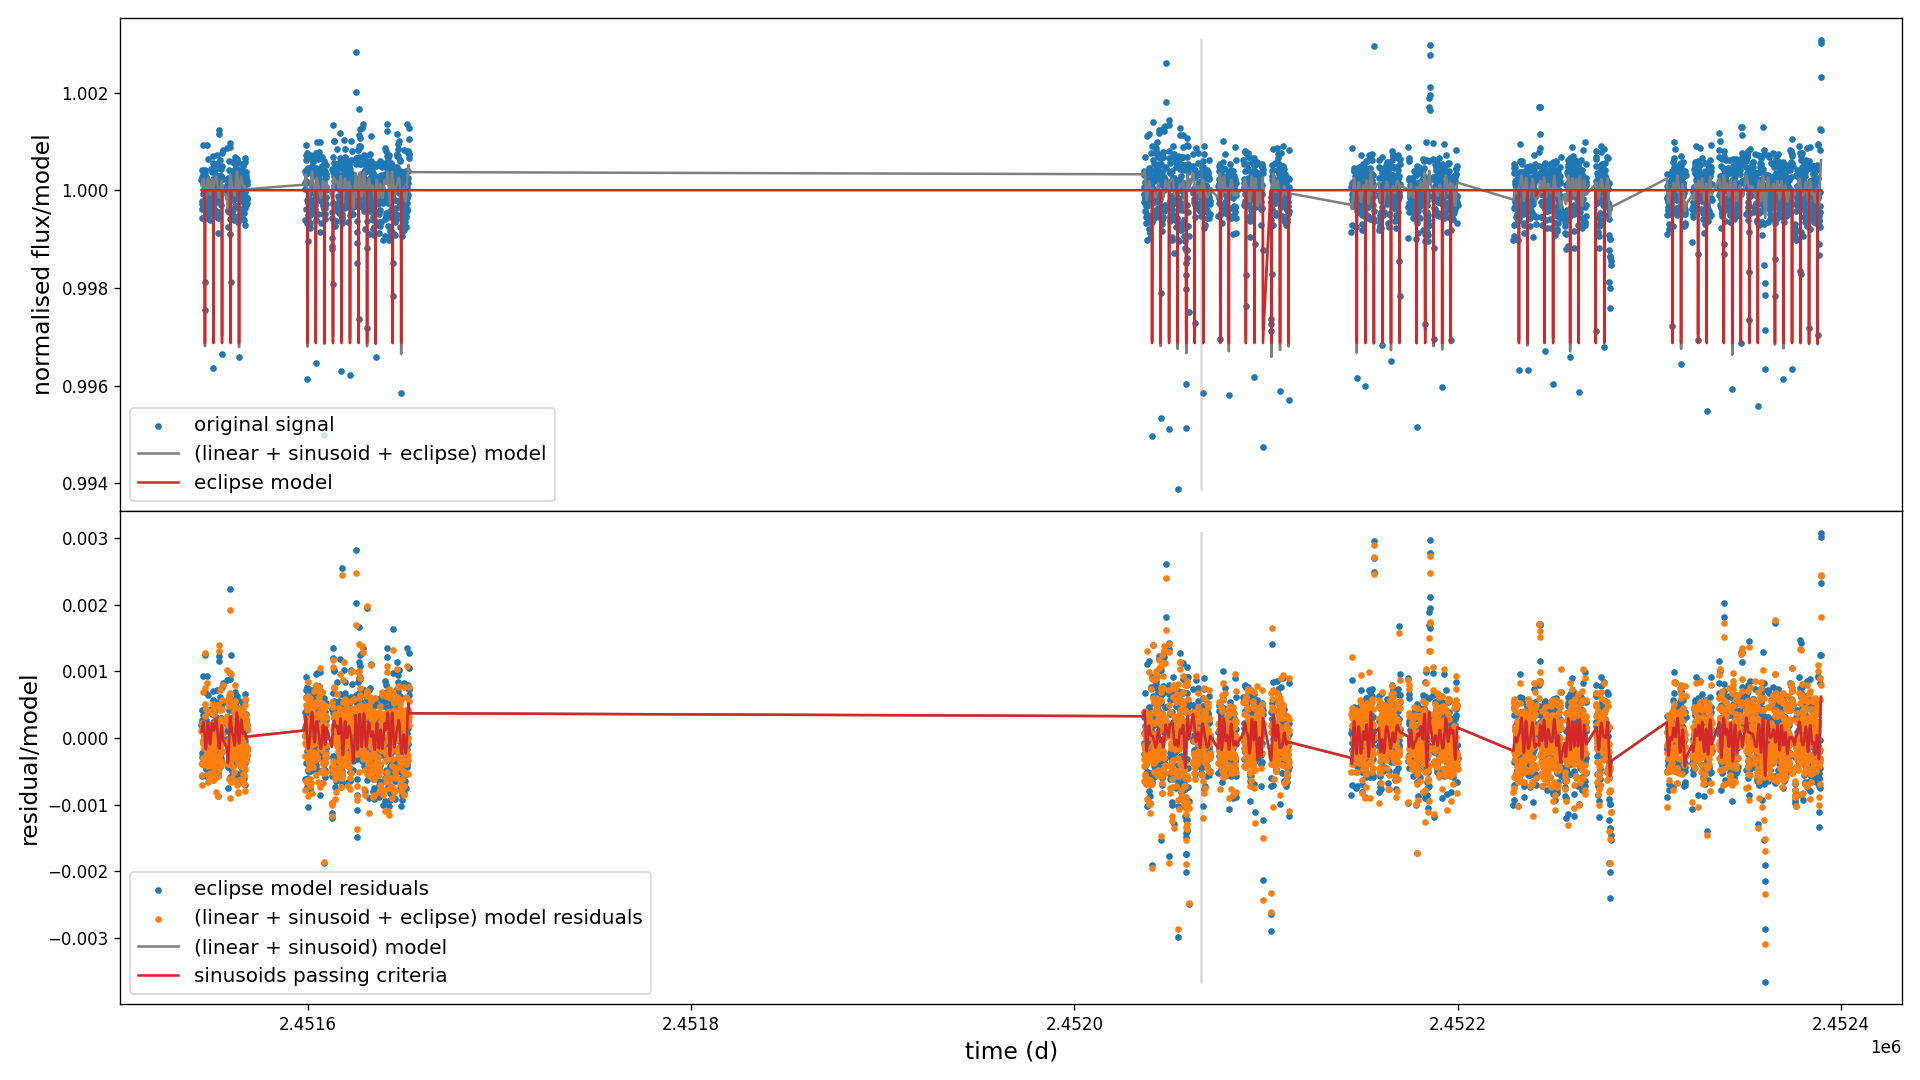 normalised flux/model
1.002
1.000
0.998
0.996
0.994
original signal
(linear + sinusoid + eclipse) model
eclipse model
residual/model
0.003
0.002
0.001
0.000
−0.001
−0.002
−0.003
eclipse model residuals
(linear + sinusoid + eclipse) model residuals
(linear + sinusoid) model
sinusoids passing criteria
2.4516 2.4518 2.4520 2.4522 2.4524
1e6
time (d)